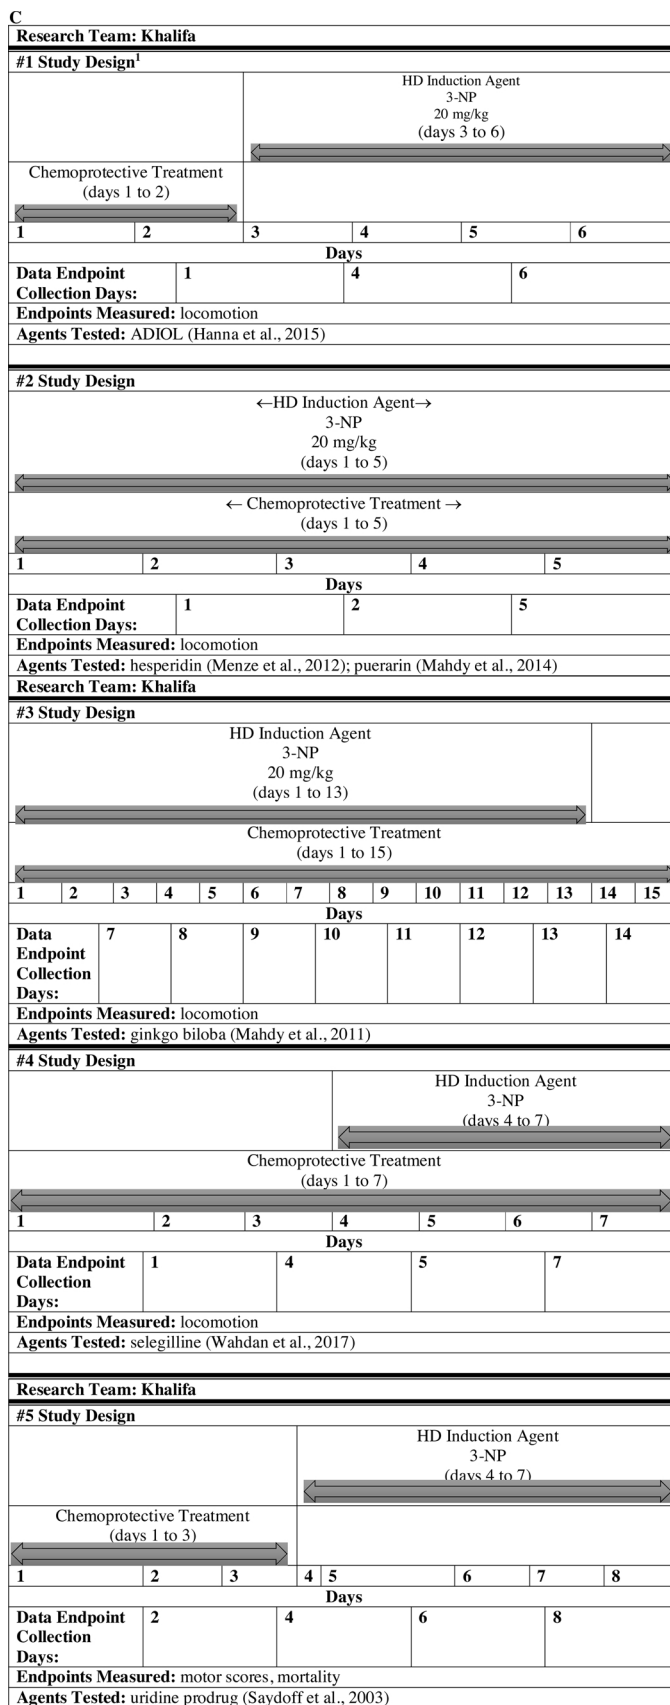 C
Research Team: Khalifa
#1 Study Design1
HD Induction Agent
3-NP
20 mg/kg
(days 3 to 6)
Chemoprotective Treatment
(days 1 to 2)
1 2 3 4 5 6
Days
Data Endpoint 1 4 6
Collection Days:
Endpoints Measured: locomotion
Agents Tested: ADIOL (Hanna et al., 2015)
#2 Study Design
←HD Induction Agent→
3-NP
20 mg/kg
(days 1 to 5)
← Chemoprotective Treatment →
(days 1 to 5)
1 2 3 4 5
Days
Data Endpoint 1 2 5
Collection Days:
Endpoints Measured: locomotion
Agents Tested: hesperidin (Menze et al., 2012); puerarin (Mahdy et al., 2014)
Research Team: Khalifa
#3 Study Design
HD Induction Agent
3-NP
20 mg/kg
(days 1 to 13)
Chemoprotective Treatment
(days 1 to 15)
1 2 3 4 5 6 7 8 9 10 11 12 13 14 15
Days
Data 7 8 9 10 11 12 13 14
Endpoint
Collection
Days:
Endpoints Measured: locomotion
Agents Tested: ginkgo biloba (Mahdy et al., 2011)
#4 Study Design
HD Induction Agent
3-NP
(days 4 to 7)
Chemoprotective Treatment
(days 1 to 7)
1 2 3 4 5 6 7
Days
Data Endpoint 1 4 5 7
Collection
Days:
Endpoints Measured: locomotion
Agents Tested: selegilline (Wahdan et al., 2017)
Research Team: Khalifa
#5 Study Design
HD Induction Agent
3-NP
(days 4 to 7)
Chemoprotective Treatment
(days 1 to 3)
1 2 3 4 5 6 7 8
Days
Data Endpoint 2 4 6 8
Collection
Days:
Endpoints Measured: motor scores, mortality
Agents Tested: uridine prodrug (Saydoff et al., 2003)